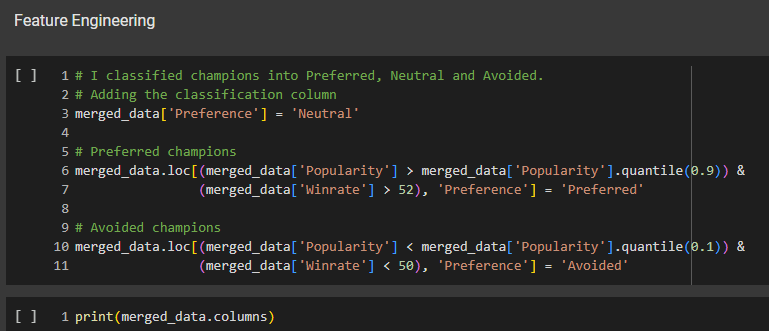 Feature Engineering
[ ] 1 # I classified champions into Preferred, Neutral and Avoided.
2 # Adding the classification column
3 merged_data['Preference'] = 'Neutral'
4
5 # Preferred champions
6 merged_data.loc[(merged_data['Popularity'] > merged_data['Popularity'].quantile(0.9)) &
7 (merged_data['Winrate'] > 52), 'Preference'] = 'Preferred'
8
9 # Avoided champions
10 merged_data.loc[(merged_data['Popularity'] < merged_data['Popularity'].quantile(0.1)) &
11 (merged_data['Winrate'] < 50), 'Preference'] = 'Avoided'
[ ] 1 print(merged_data.columns)